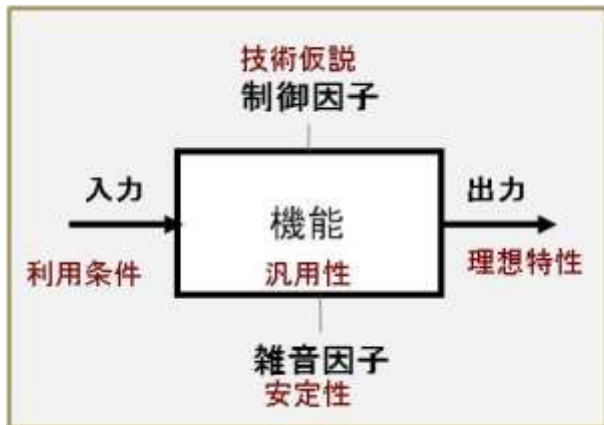 技術仮説
制御因子
入力
出力
機能
利用条件
汎用性
理想特性
雑音因子
安定性